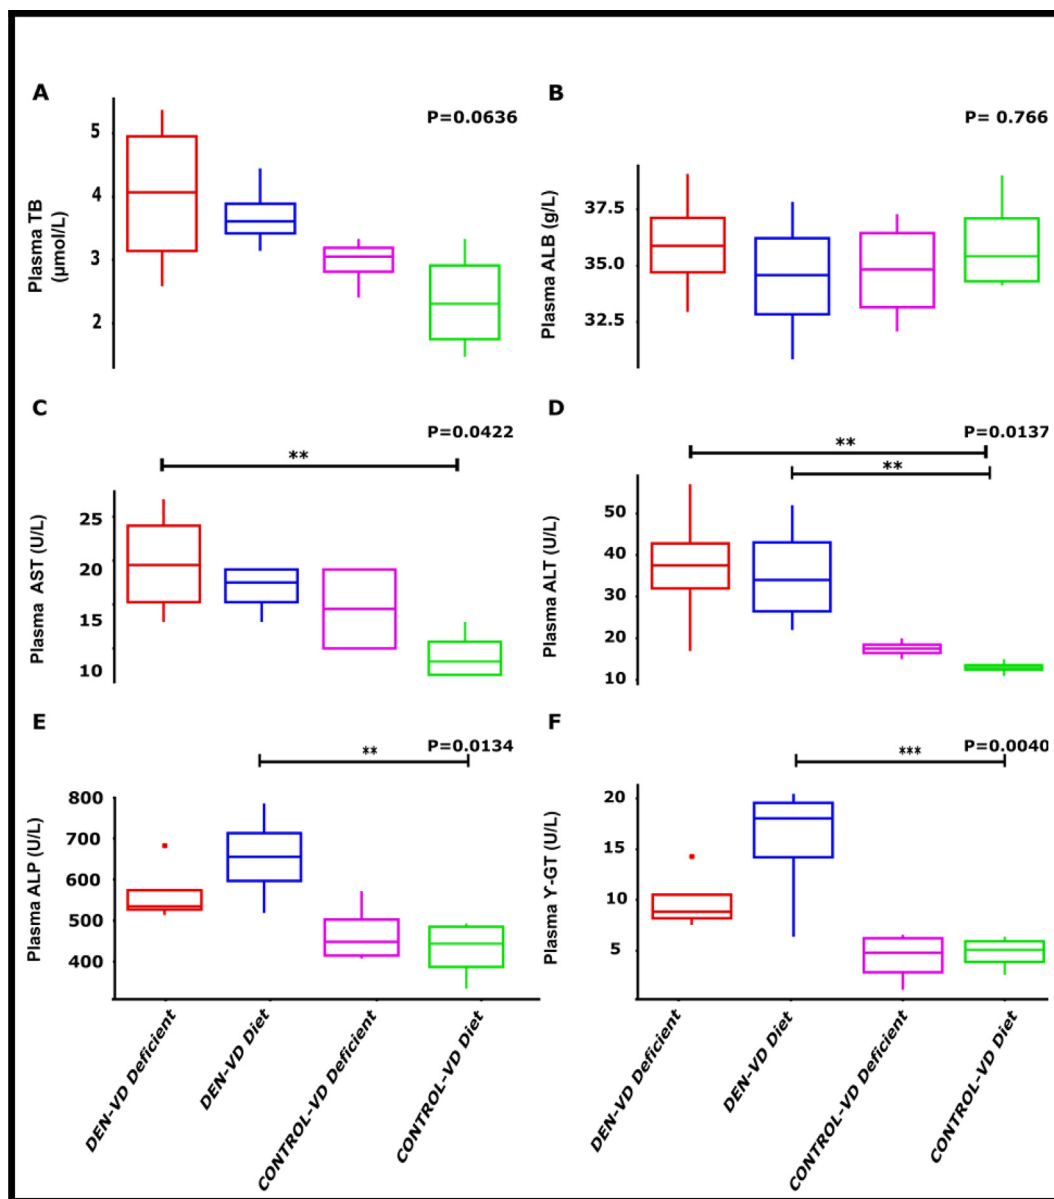 A
P=0.0636
Plasma TB
(µmol/L)
5
4
3
2
B
P= 0.766
Plasma ALB (g/L)
37.5
35.0
32.5
C
P=0.0422
**
Plasma AST (U/L)
25
20
15
10
D
P=0.0137
**
**
Plasma ALT (U/L)
50
40
30
20
10
E
P=0.0134
**
Plasma ALP (U/L)
800
700
600
500
400
F
P=0.0040
***
Plasma Y-GT (U/L)
20
15
10
5
DEN-VD Deficient
DEN-VD Diet
CONTROL-VD Deficient
CONTROL-VD Diet
DEN-VD Deficient
DEN-VD Diet
CONTROL-VD Deficient
CONTROL-VD Diet